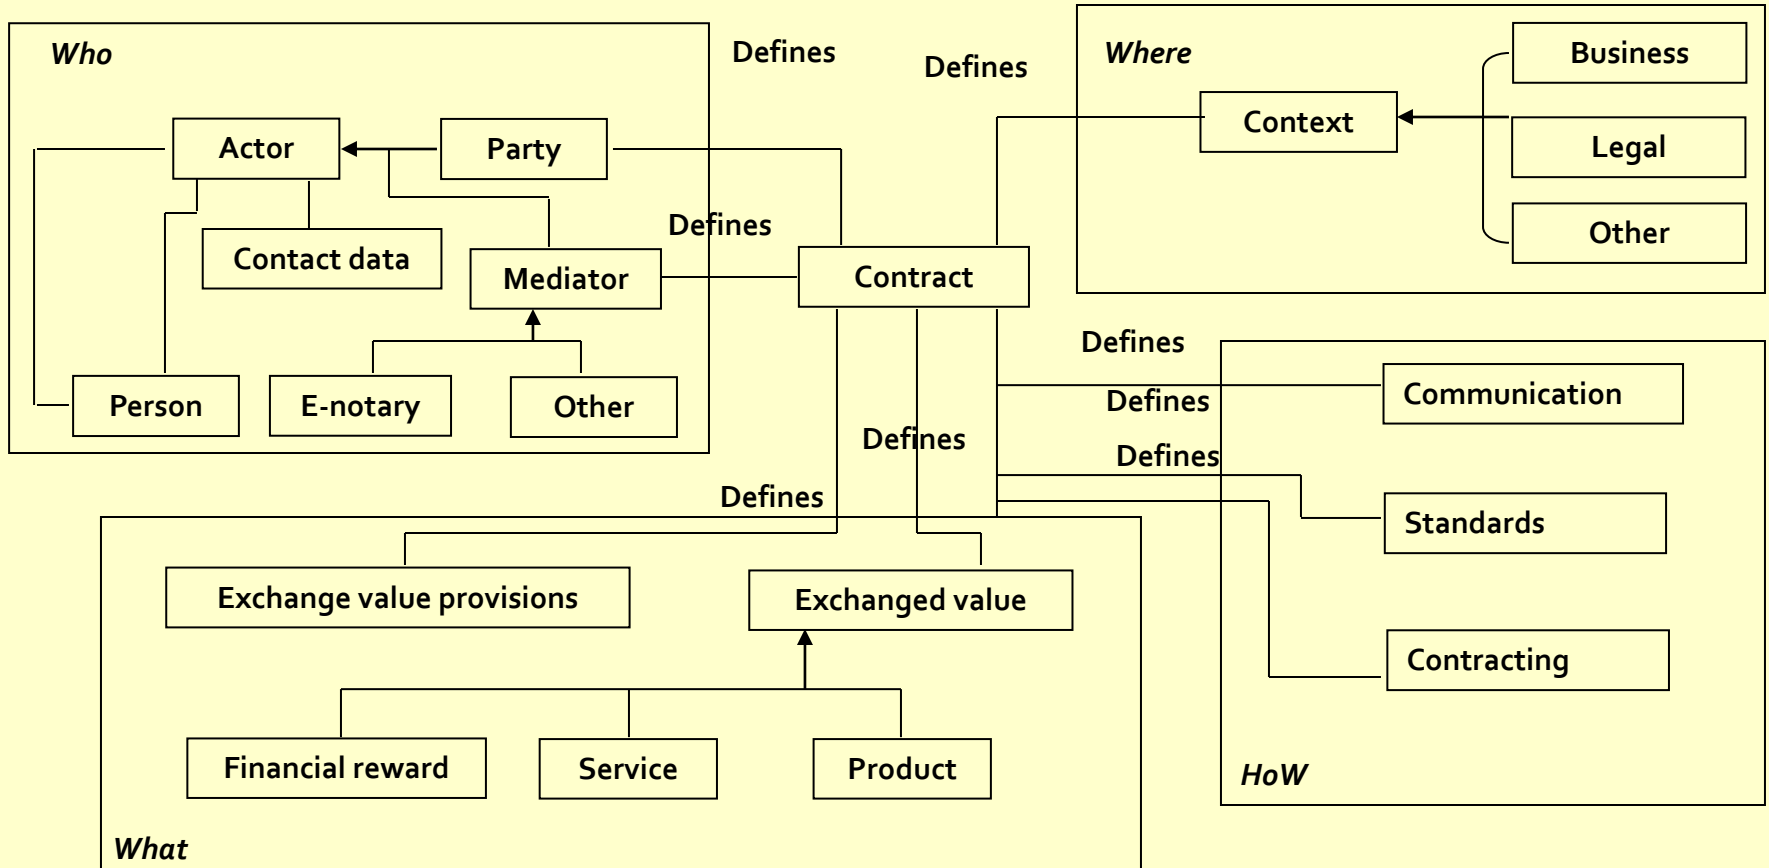 Who
Defines
Defines
Where
Business
Actor
Party
Context
Legal
Defines
Other
Contact data
Mediator
Contract
Defines
Communication
Defines
Person
E-notary
Other
Defines
Defines
Defines
Standards
Exchange value provisions
Exchanged value
Contracting
Financial reward
Service
Product
HoW
What